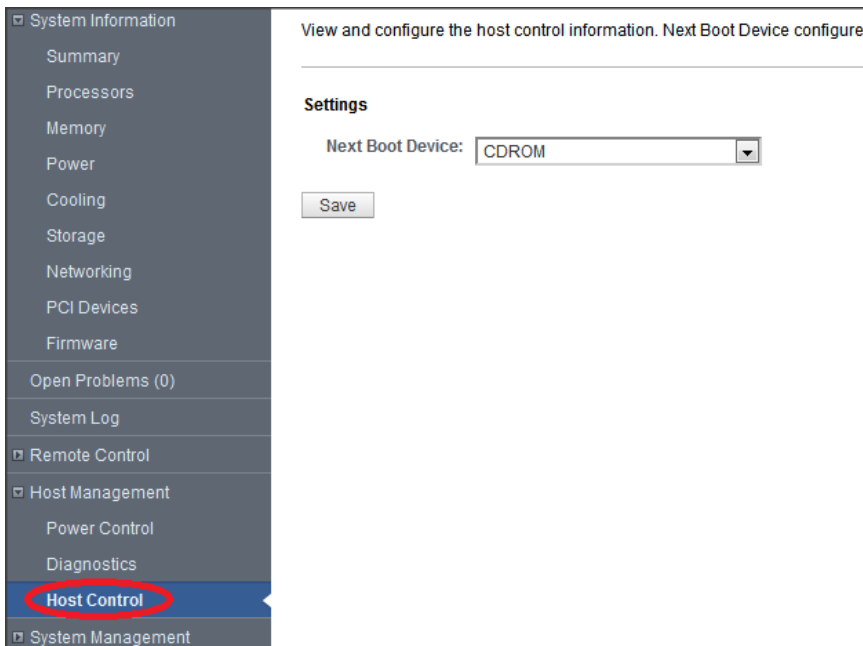 System Information
Summary
Processors
Memory
Power
Cooling
Storage
Networking
PCI Devices
Firmware
Open Problems (0)
System Log
Remote Control
Host Management
Power Control
Diagnostics
Host Control
System Management
View and configure the host control information. Next Boot Device configure
Settings
Next Boot Device: CDROM
Save